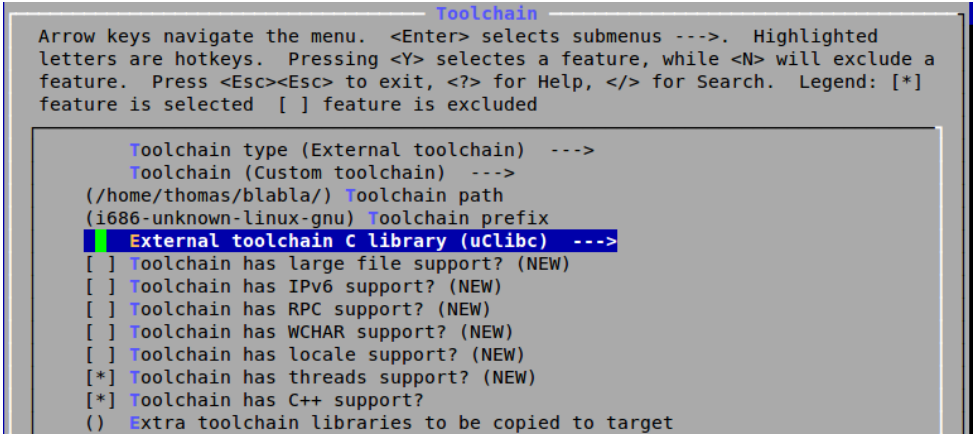 Toolchain
Arrow keys navigate the menu.  <Enter> selects submenus --->.  Highlighted
letters are hotkeys.  Pressing <Y> selectes a feature, while <N> will exclude a
feature.  Press <Esc><Esc> to exit, <?> for Help, </> for Search.  Legend: [*]
feature is selected  [ ] feature is excluded
Toolchain type (External toolchain)  --->
Toolchain (Custom toolchain)  --->
(/home/thomas/blabla/) Toolchain path
(i686-unknown-linux-gnu) Toolchain prefix
External toolchain C library (uClibc)  --->
[ ] Toolchain has large file support? (NEW)
[ ] Toolchain has IPv6 support? (NEW)
[ ] Toolchain has RPC support? (NEW)
[ ] Toolchain has WCHAR support? (NEW)
[ ] Toolchain has locale support? (NEW)
[*] Toolchain has threads support? (NEW)
[*] Toolchain has C++ support?
() Extra toolchain libraries to be copied to target